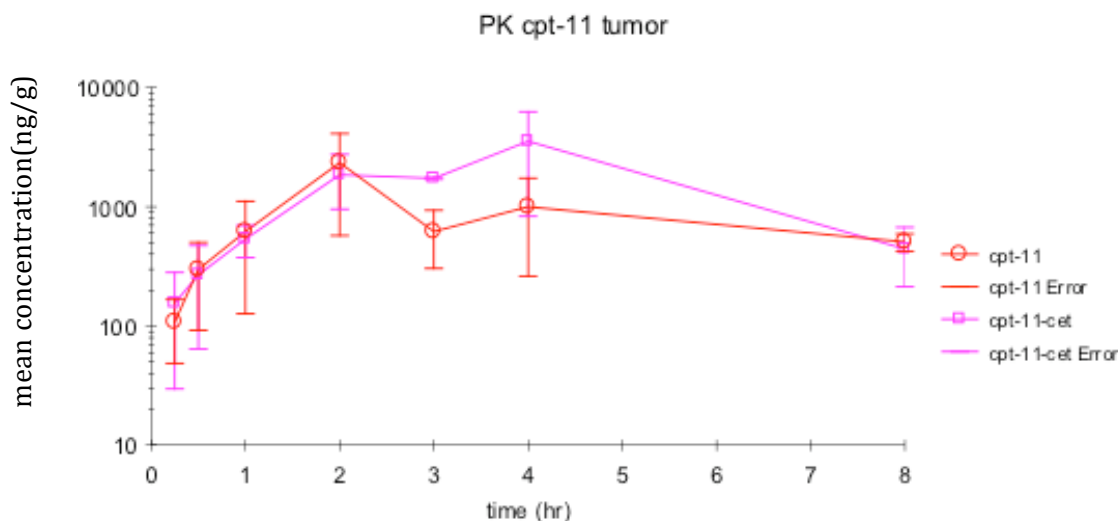 PK cpt-11 tumor
mean concentration(ng/g)
10000
1000
100
10
0 1 2 3 4 5 6 7 8
time (hr)
cpt-11
cpt-11 Error
cpt-11-cet
cpt-11-cet Error